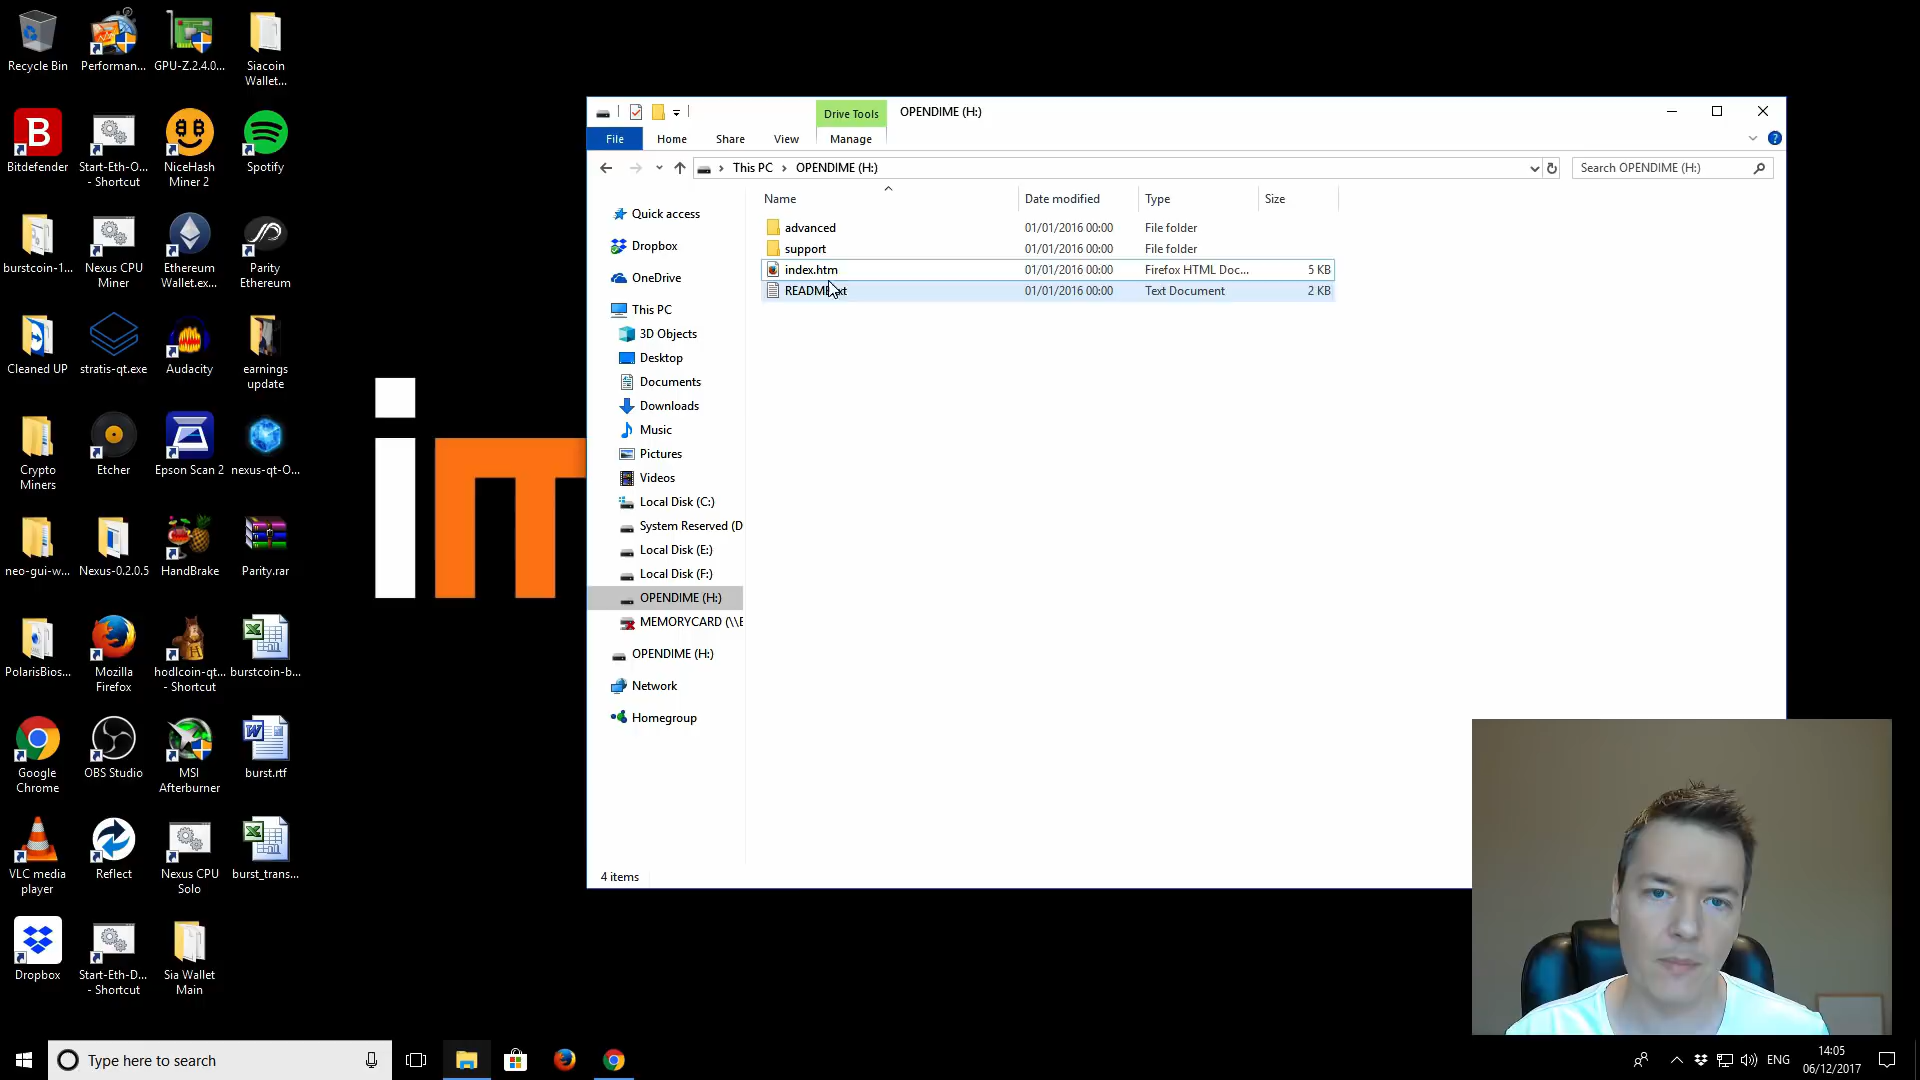 Recycle Bin
Performan...
GPU-Z.2.4.0...
Siacoin
Wallet...
Bitdefender
Start-Eth-O...
- Shortcut
NiceHash
Miner 2
Spotify
burstcoin-1...
Nexus CPU
Miner
Ethereum
Wallet.ex...
Parity
Ethereum
Cleaned UP
stratis-qt.exe
Audacity
earnings
update
Crypto
Miners
Etcher
Epson Scan 2
nexus-qt-O...
neo-gui-w...
Nexus-0.2.0.5
HandBrake
Parity.rar
PolarisBios...
Mozilla
Firefox
hodlcoin-qt...
- Shortcut
burstcoin-b...
Google
Chrome
OBS Studio
MSI
Afterburner
burst.rtf
VLC media
player
Reflect
Nexus CPU
Solo
burst_trans...
Dropbox
Start-Eth-D...
- Shortcut
Sia Wallet
Main
im
Drive Tools
OPENDIME (H:)
File
Home
Share
View
Manage
This PC
OPENDIME (H:)
Search OPENDIME (H:)
Name
Date modified
Type
Size
advanced
01/01/2016 00:00
File folder
support
01/01/2016 00:00
File folder
index.htm
01/01/2016 00:00
Firefox HTML Doc...
5 KB
01/01/2016 00:00
Text Document
2 KB
Quick access
Dropbox
OneDrive
This PC
3D Objects
Desktop
Documents
Downloads
Music
Pictures
Videos
Local Disk (C:)
System Reserved (D
Local Disk (E:)
Local Disk (F:)
OPENDIME (H:)
MEMORYCARD (\\E
OPENDIME (H:)
Network
Homegroup
4 items
Type here to search
ENG
14:05
06/12/2017